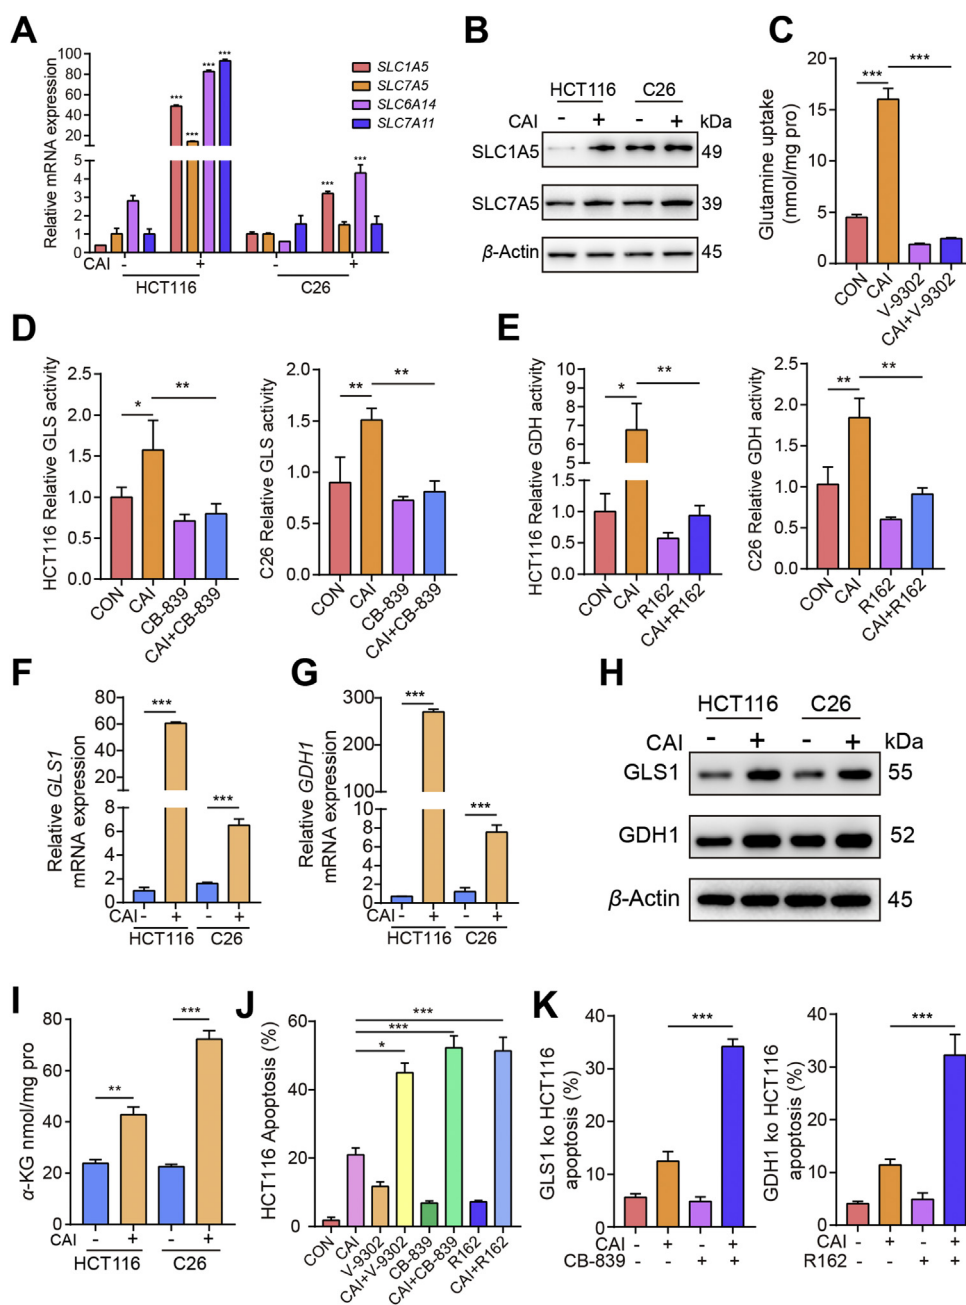 A
Relative mRNA expression
100
80
60
40
20
5
4
3
2
1
0
***
***
***
***
***
***
SLC1A5
SLC7A5
SLC6A14
SLC7A11
CAI - + - +
HCT116 C26
B
HCT116 C26
CAI - + - + kDa
SLC1A5 49
SLC7A5 39
β-Actin 45
C
Glutamine uptake
(nmol/mg pro)
20
15
10
5
0
*** ***
CON CAI V-9302 CAI+V-9302
D
HCT116 Relative GLS activity
2.5
2.0
1.5
1.0
0.5
0.0
* **
CON CAI CB-839 CAI+CB-839
C26 Relative GLS activity
2.0
1.5
1.0
0.5
0.0
** **
CON CAI CB-839 CAI+CB-839
E
HCT116 Relative GDH activity
10
9
8
7
6
5
1.0
0.5
0.0
* **
CON CAI R162 CAI+R162
C26 Relative GDH activity
2.5
2.0
1.5
1.0
0.5
0.0
** **
CON CAI R162 CAI+R162
F
Relative GLS1
mRNA expression
80
60
40
20
8
6
4
2
0
*** ***
CAI - + - +
HCT116 C26
G
Relative GDH1
mRNA expression
300
200
100
10
8
6
4
2
0
*** ***
CAI - + - +
HCT116 C26
H
HCT116 C26
CAI - + - + kDa
GLS1 55
GDH1 52
β-Actin 45
I
α-KG nmol/mg pro
80
60
40
20
0
** ***
CAI - + - +
HCT116 C26
J
HCT116 Apoptosis (%)
60
40
20
0
***
***
*
CON CAI V-9302 CAI+V-9302 CB-839 CAI+CB-839 R162 CAI+R162
K
GLS1 ko HCT116
apoptosis (%)
40
30
20
10
0
***
CAI - + - +
CB-839 - - + +
GDH1 ko HCT116
apoptosis (%)
40
30
20
10
0
***
CAI - + - +
R162 - - + +